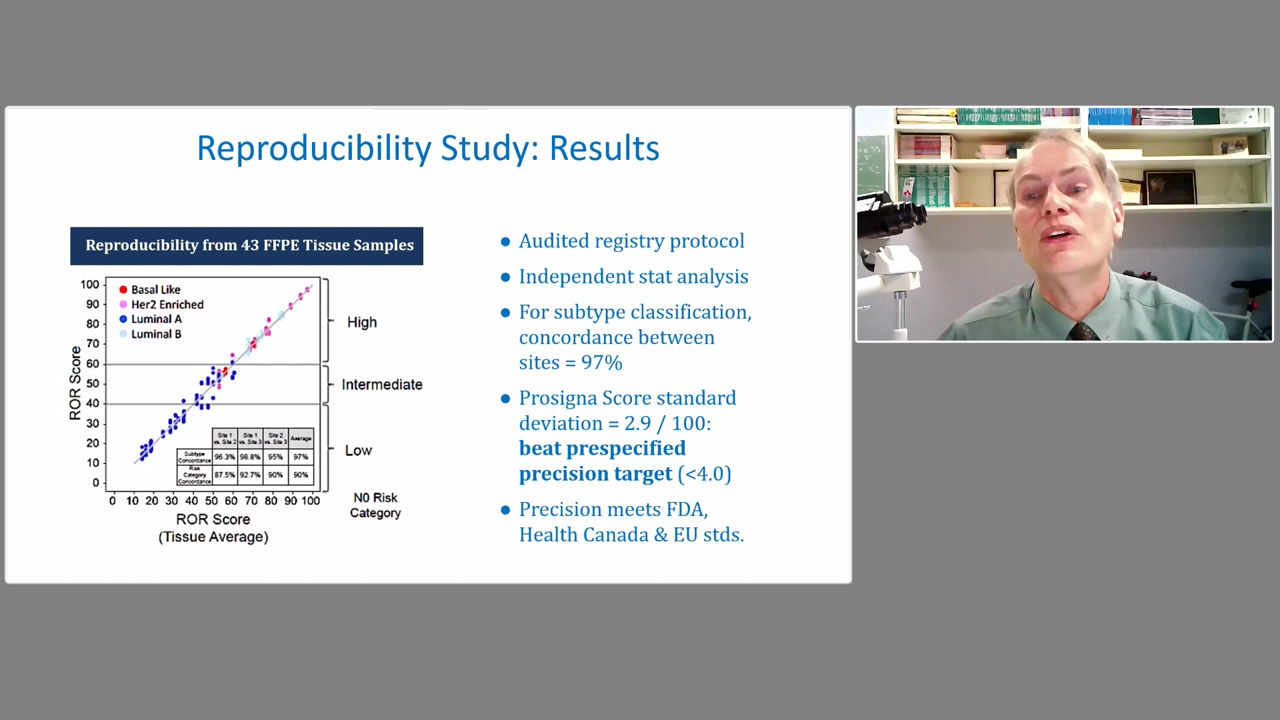 Reproducibility Study: Results
Reproducibility from 43 FFPE Tissue Samples
100
90
80
70
60
50
40
30
20
10
0
ROR Score
Basal Like
Her2 Enriched
Luminal A
Luminal B
High
Intermediate
Low
N0 Risk
Category
Site 1 vs. Site 2
Site 1 vs. Site 3
Site 2 vs. Site 3
Average
Subtype Concordance 96.3% 98.8% 95% 97%
Risk Category Concordance 87.5% 92.7% 90% 90%
0 10 20 30 40 50 60 70 80 90 100
ROR Score
(Tissue Average)
● Audited registry protocol
● Independent stat analysis
● For subtype classification,
concordance between
sites = 97%
● Prosigna Score standard
deviation = 2.9 / 100:
beat prespecified
precision target (<4.0)
● Precision meets FDA,
Health Canada & EU stds.